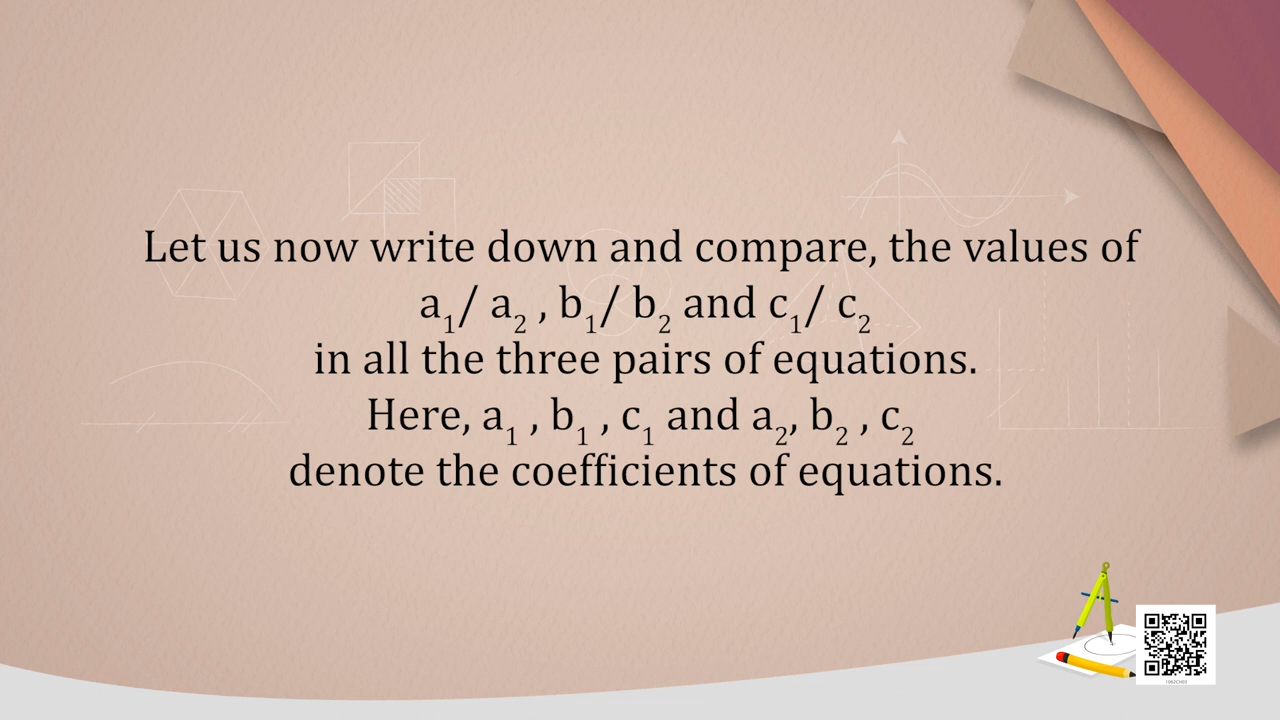 Let us now write down and compare, the values of
a₁/ a₂ , b₁/ b₂ and c₁/ c₂
in all the three pairs of equations.
Here, a₁ , b₁ , c₁ and a₂, b₂ , c₂
denote the coefficients of equations.